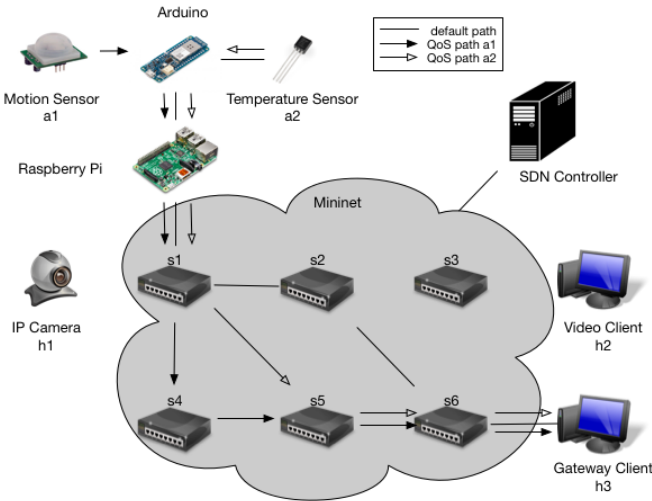 Arduino
default path
QoS path a1
QoS path a2
Motion Sensor
a1
Temperature Sensor
a2
Raspberry Pi
SDN Controller
Mininet
s1
s2
s3
IP Camera
h1
Video Client
h2
s4
s5
s6
Gateway Client
h3